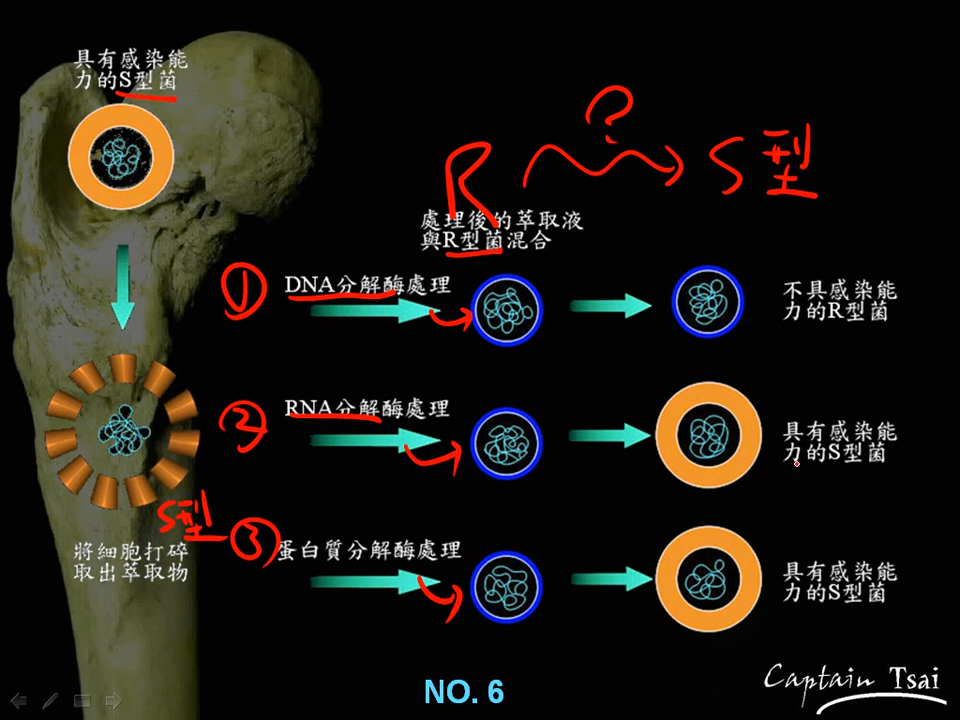 具有感染能
力的S型菌
R ? S型
處理後的萃取液
與R型菌混合
① DNA分解酶處理
不具感染能
力的R型菌
② RNA分解酶處理
具有感染能
力的S型菌
S型
③ 蛋白質分解酶處理
將細胞打碎
取出萃取物
具有感染能
力的S型菌
NO. 6
Captain Tsai